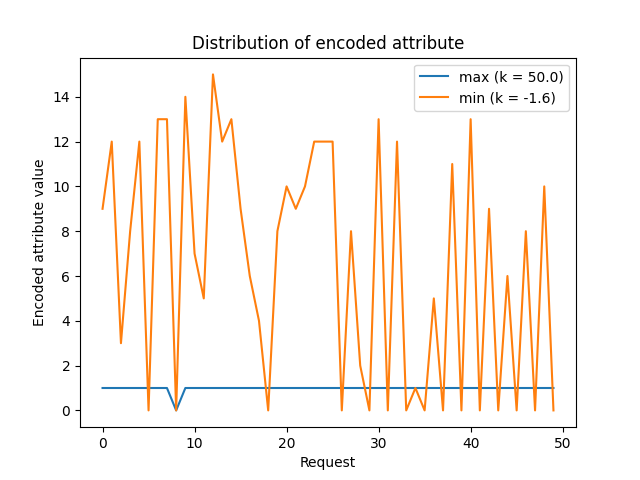 Distribution of encoded attribute
max (k = 50.0)
min (k = -1.6)
Encoded attribute value
14
12
10
8
6
4
2
0
0 10 20 30 40 50
Request